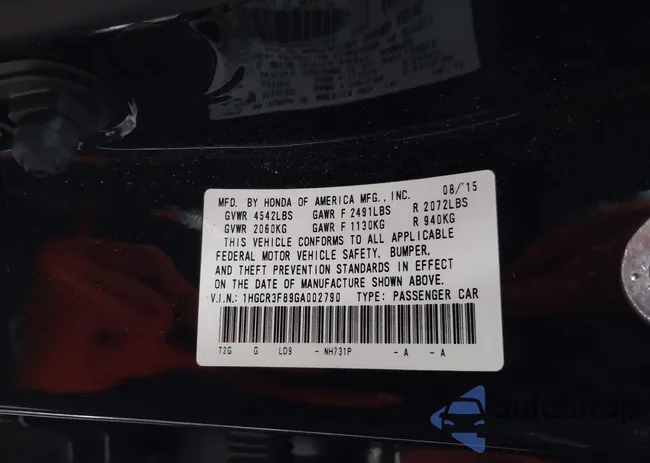 MFD. BY HONDA OF AMERICA MFG., INC. 08/'15
GVWR 4542LBS GAWR F 2491LBS R 2072LBS
GVWR 2060KG GAWR F 1130KG R 940KG
THIS VEHICLE CONFORMS TO ALL APPLICABLE
FEDERAL MOTOR VEHICLE SAFETY, BUMPER,
AND THEFT PREVENTION STANDARDS IN EFFECT
ON THE DATE OF MANUFACTURE SHOWN ABOVE.
V.I.N.: 1HGCR3F89GA002790 TYPE: PASSENGER CAR
T2G G LD9 - NH731P - A - A
autoSnap